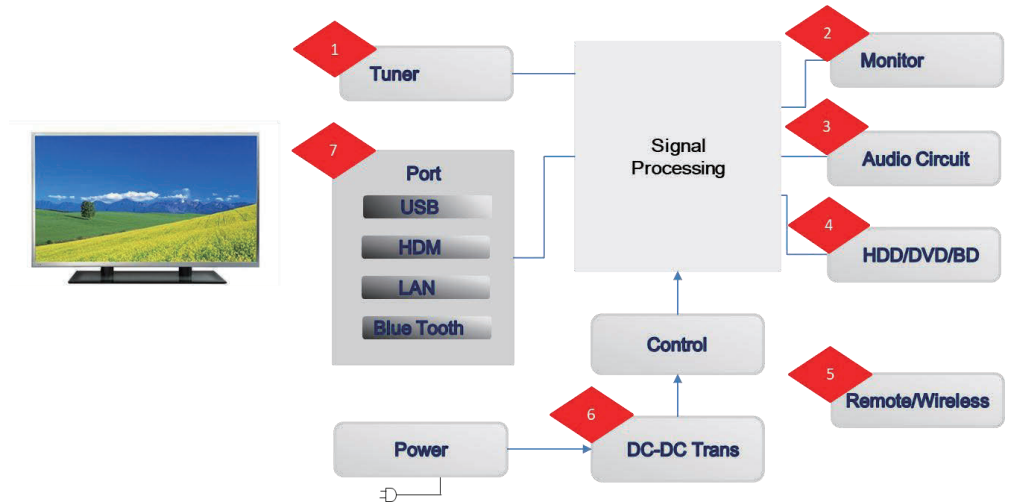 1
Tuner
2
Monitor
7
Port
USB
HDM
LAN
Blue Tooth
Signal
Processing
3
Audio Circuit
4
HDD/DVD/BD
Control
5
Remote/Wireless
6
Power
DC-DC Trans